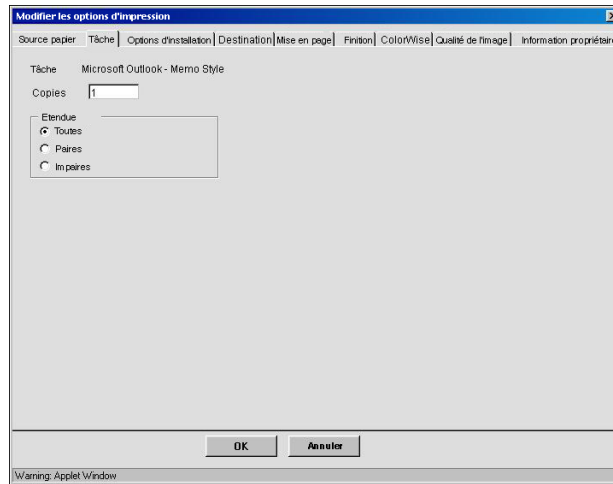 Modifier les options d'impression
Source papier Tâche Options d'installation Destination Mise en page Finition ColorWise Qualité de l'image Information propriétaire
Tâche Microsoft Outlook - Memo Style
Copies 1
Etendue
Toutes
Paires
Impaires
OK Annuler
Warning: Applet Window